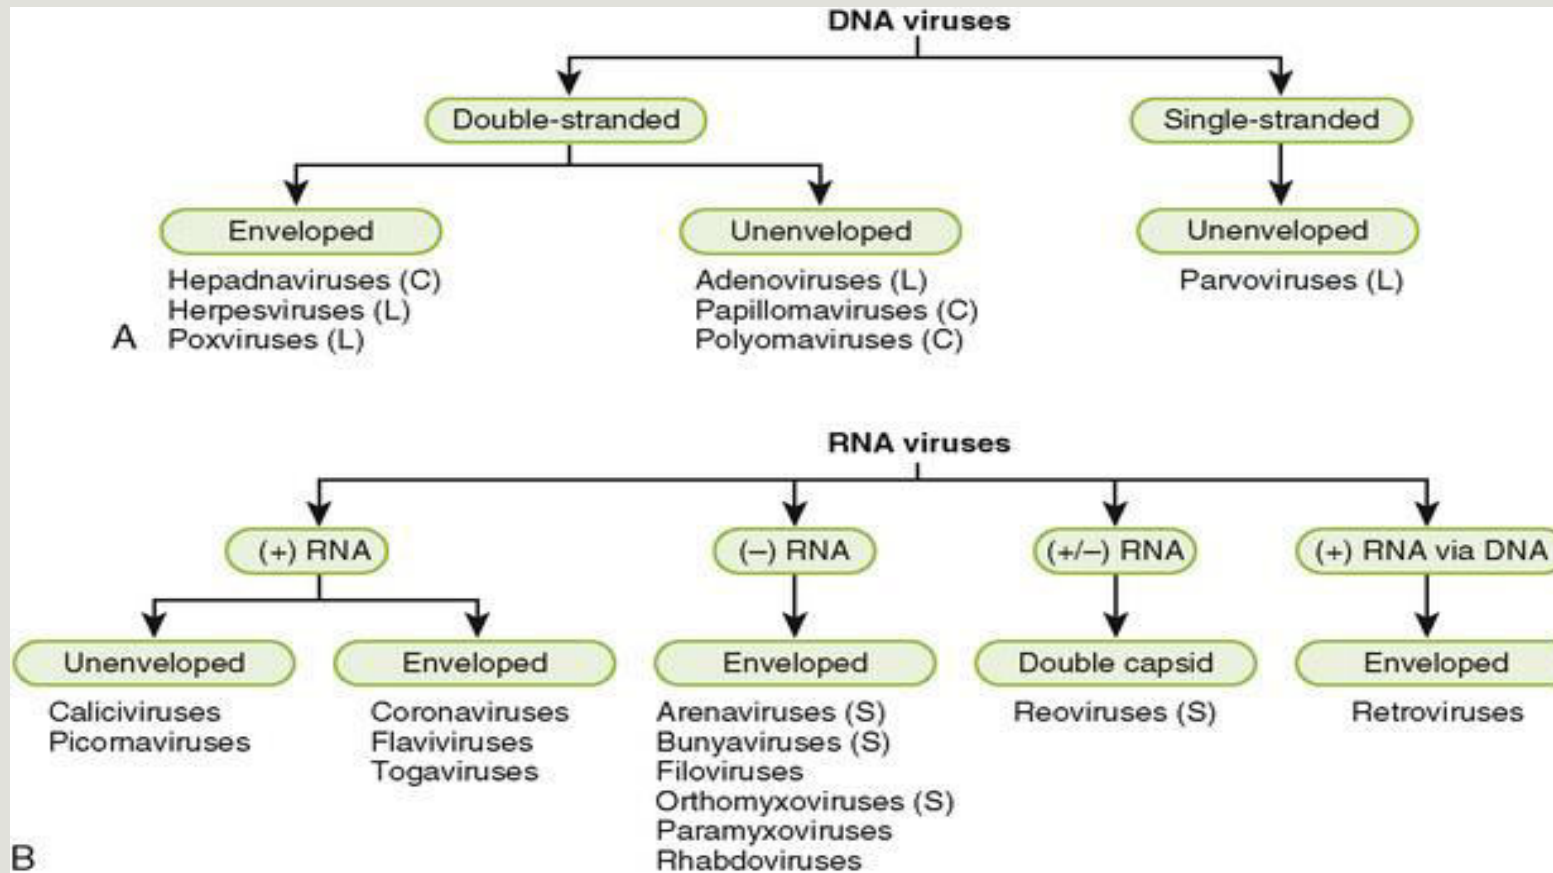 DNA viruses
Double-stranded
Single-stranded
Enveloped
Unenveloped
Unenveloped
Hepadnaviruses (C)
Herpesviruses (L)
Poxviruses (L)
Adenoviruses (L)
Papillomaviruses (C)
Polyomaviruses (C)
Parvoviruses (L)
A
RNA viruses
(+) RNA
(–) RNA
(+/–) RNA
(+) RNA via DNA
Unenveloped
Enveloped
Enveloped
Double capsid
Enveloped
Caliciviruses
Picornaviruses
Coronaviruses
Flaviviruses
Togaviruses
Arenaviruses (S)
Bunyaviruses (S)
Filoviruses
Orthomyxoviruses (S)
Paramyxoviruses
Rhabdoviruses
Reoviruses (S)
Retroviruses
B